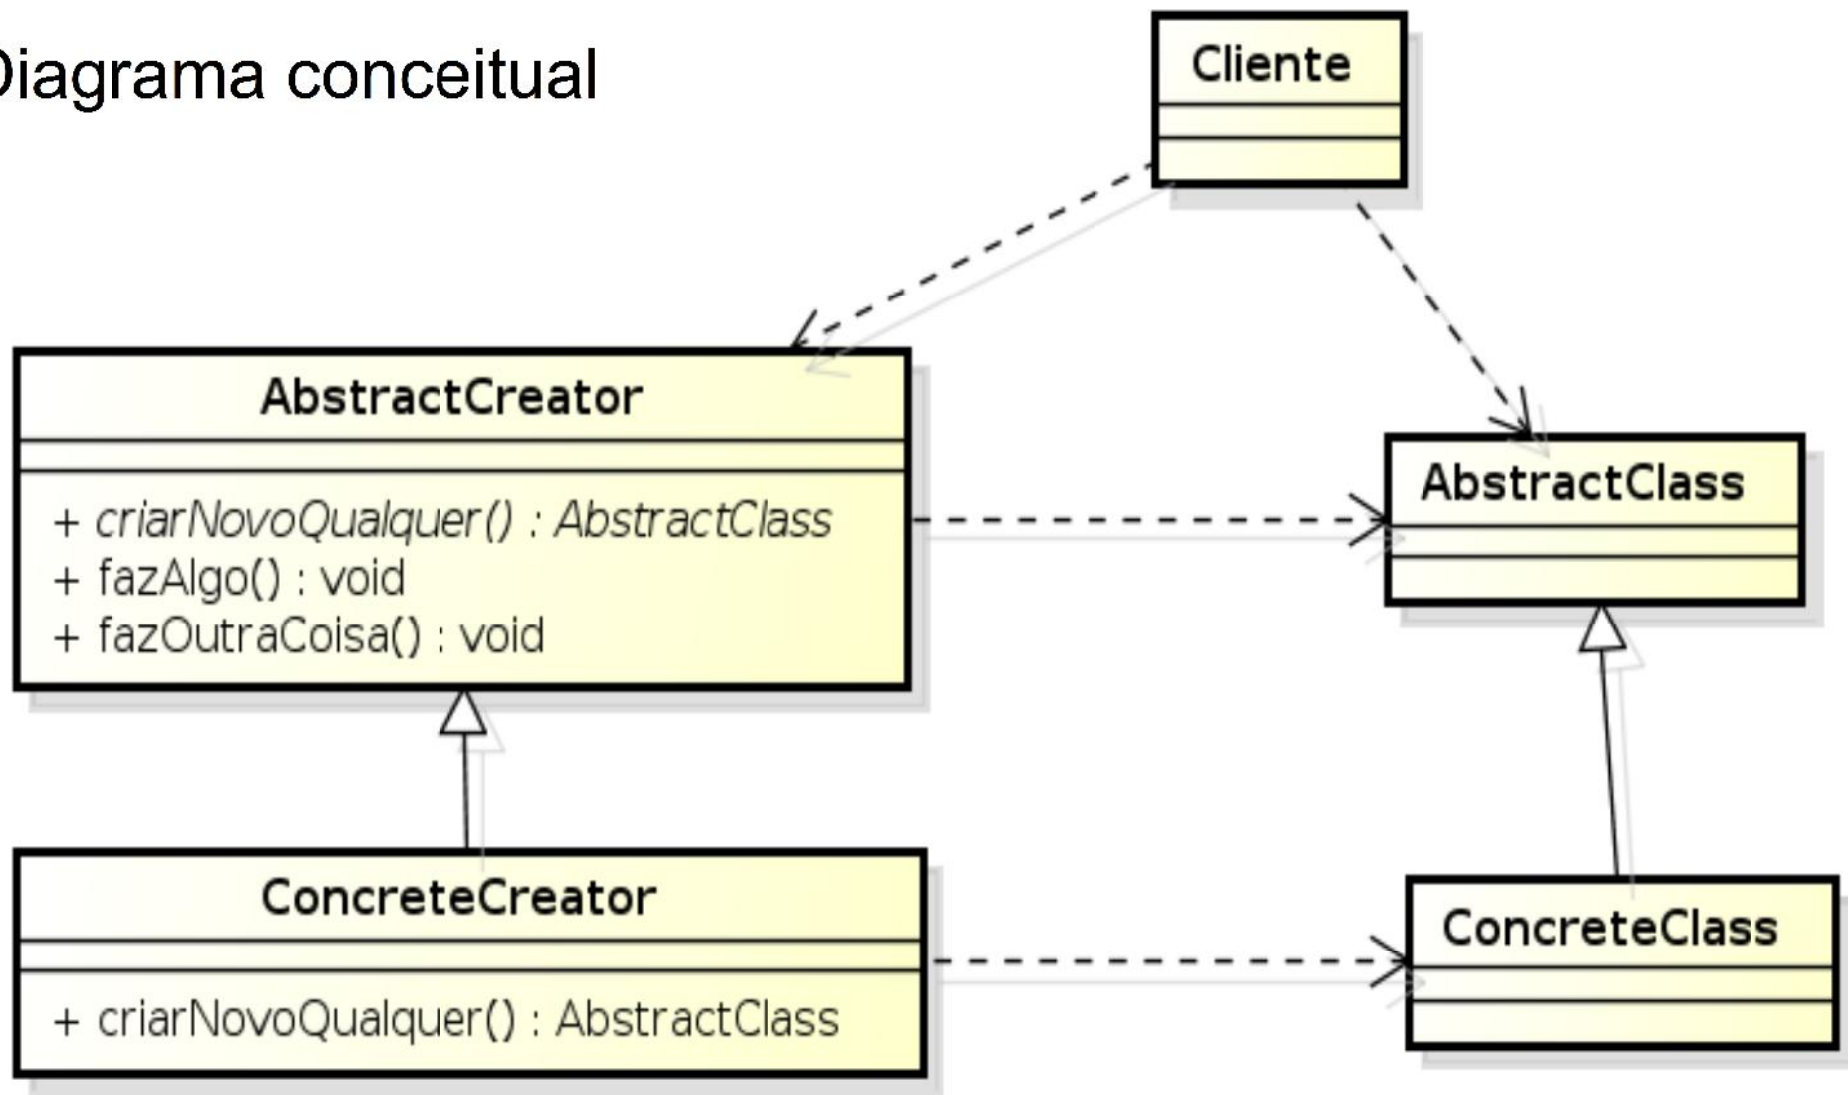 Diagrama conceitual
Cliente
AbstractCreator
+ criarNovoQualquer() : AbstractClass
+ fazAlgo() : void
+ fazOutraCoisa() : void
AbstractClass
ConcreteCreator
+ criarNovoQualquer() : AbstractClass
ConcreteClass